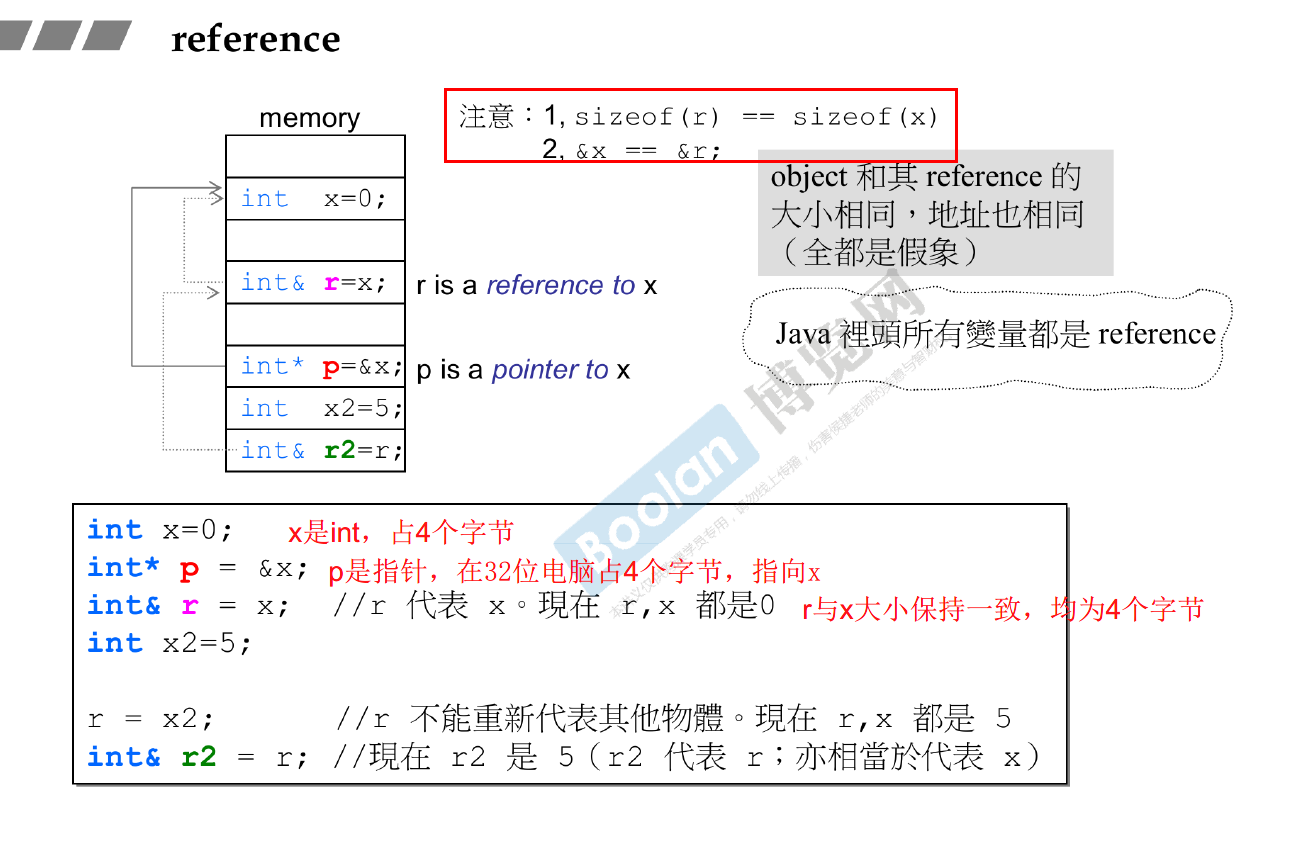 reference
memory
注意：1, sizeof(r) == sizeof(x)
2, &x == &r;
object 和其 reference 的
大小相同，地址也相同
（全都是假象）
int x=0;
int& r=x;
r is a reference to x
Java 裡頭所有變量都是 reference
int* p=&x;
p is a pointer to x
int x2=5;
int& r2=r;
博览网
Boolan
int x=0; x是int，占4个字节
int* p = &x; p是指针，在32位电脑占4个字节，指向x
int& r = x; //r 代表 x。現在 r,x 都是0 r与x大小保持一致，均为4个字节
int x2=5;
r = x2; //r 不能重新代表其他物體。現在 r,x 都是 5
int& r2 = r; //現在 r2 是 5（r2 代表 r；亦相當於代表 x）